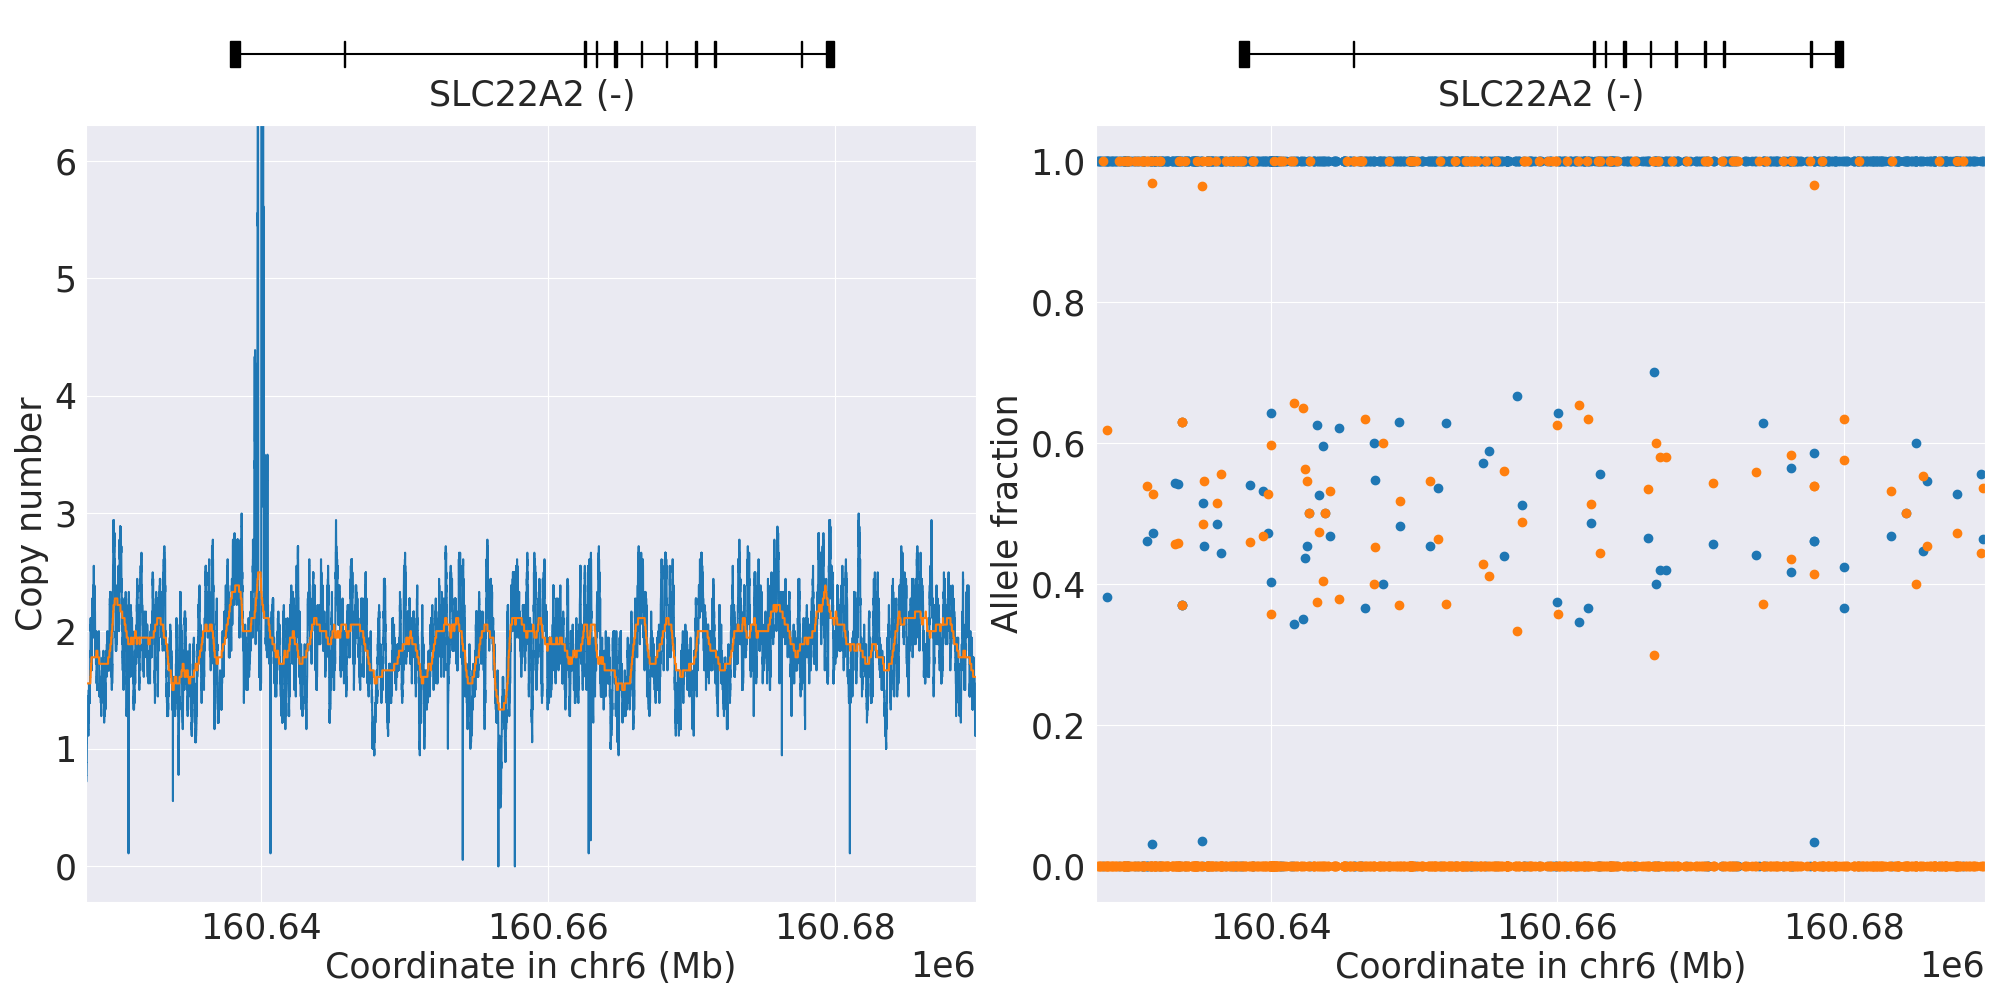 SLC22A2 (-)
6
5
4
3
2
1
0
Copy number
160.64 160.66 160.68
Coordinate in chr6 (Mb) 1e6
SLC22A2 (-)
1.0
0.8
0.6
0.4
0.2
0.0
Allele fraction
160.64 160.66 160.68
Coordinate in chr6 (Mb) 1e6